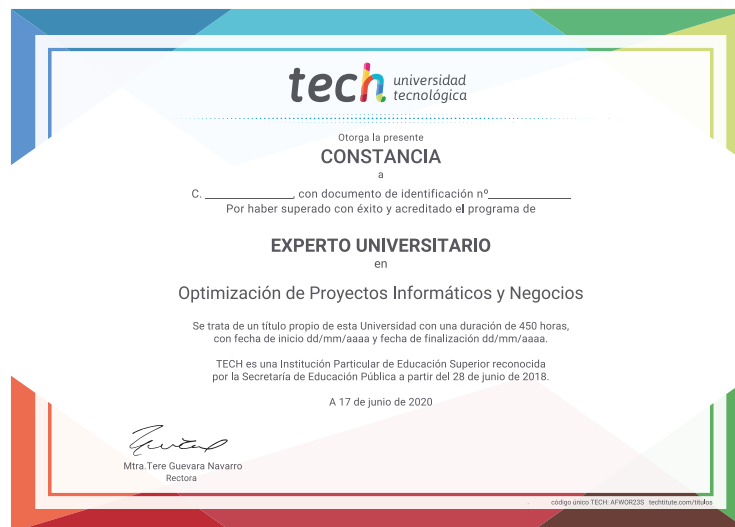 tech universidad
tecnológica
Otorga la presente
CONSTANCIA
a
C. ______________, con documento de identificación nº_____________
Por haber superado con éxito y acreditado el programa de
EXPERTO UNIVERSITARIO
en
Optimización de Proyectos Informáticos y Negocios
Se trata de un título propio de esta Universidad con una duración de 450 horas,
con fecha de inicio dd/mm/aaaa y fecha de finalización dd/mm/aaaa.
TECH es una Institución Particular de Educación Superior reconocida
por la Secretaría de Educación Pública a partir del 28 de junio de 2018.
A 17 de junio de 2020
Mtra.Tere Guevara Navarro
Rectora
código único TECH: AFWOR23S techtitute.com/titulos